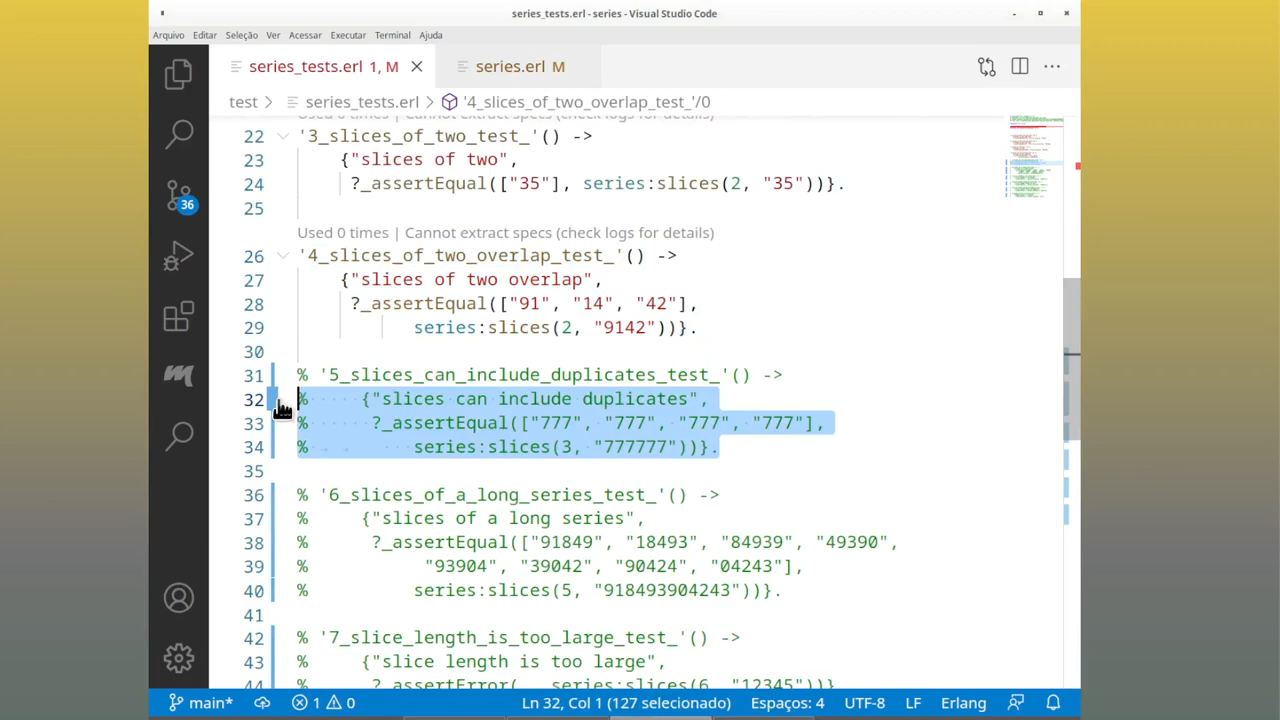 series_tests.erl - series - Visual Studio Code
Arquivo Editar Seleção Ver Acessar Executar Terminal Ajuda
series_tests.erl 1, M series.erl M
test series_tests.erl '4_slices_of_two_overlap_test_'/0
Used 0 times | Cannot extract specs (check logs for details)
22 '3_slices_of_two_test_'() ->
23 {"slices of two",
24 ?_assertEqual(["35"], series:slices(2, "35"))}.
25
Used 0 times | Cannot extract specs (check logs for details)
26 '4_slices_of_two_overlap_test_'() ->
27 {"slices of two overlap",
28 ?_assertEqual(["91", "14", "42"],
29 series:slices(2, "9142"))}.
30
31 % '5_slices_can_include_duplicates_test_'() ->
32 % {"slices can include duplicates",
33 % ?_assertEqual(["777", "777", "777", "777"],
34 % series:slices(3, "777777"))}.
35
36 % '6_slices_of_a_long_series_test_'() ->
37 % {"slices of a long series",
38 % ?_assertEqual(["91849", "18493", "84939", "49390",
39 % "93904", "39042", "90424", "04243"],
40 % series:slices(5, "918493904243"))}.
41
42 % '7_slice_length_is_too_large_test_'() ->
43 % {"slice length is too large",
44 % ?_assertError(_, series:slices(6, "12345"))}
36
main* 1 0 Ln 32, Col 1 (127 selecionado) Espaços: 4 UTF-8 LF Erlang